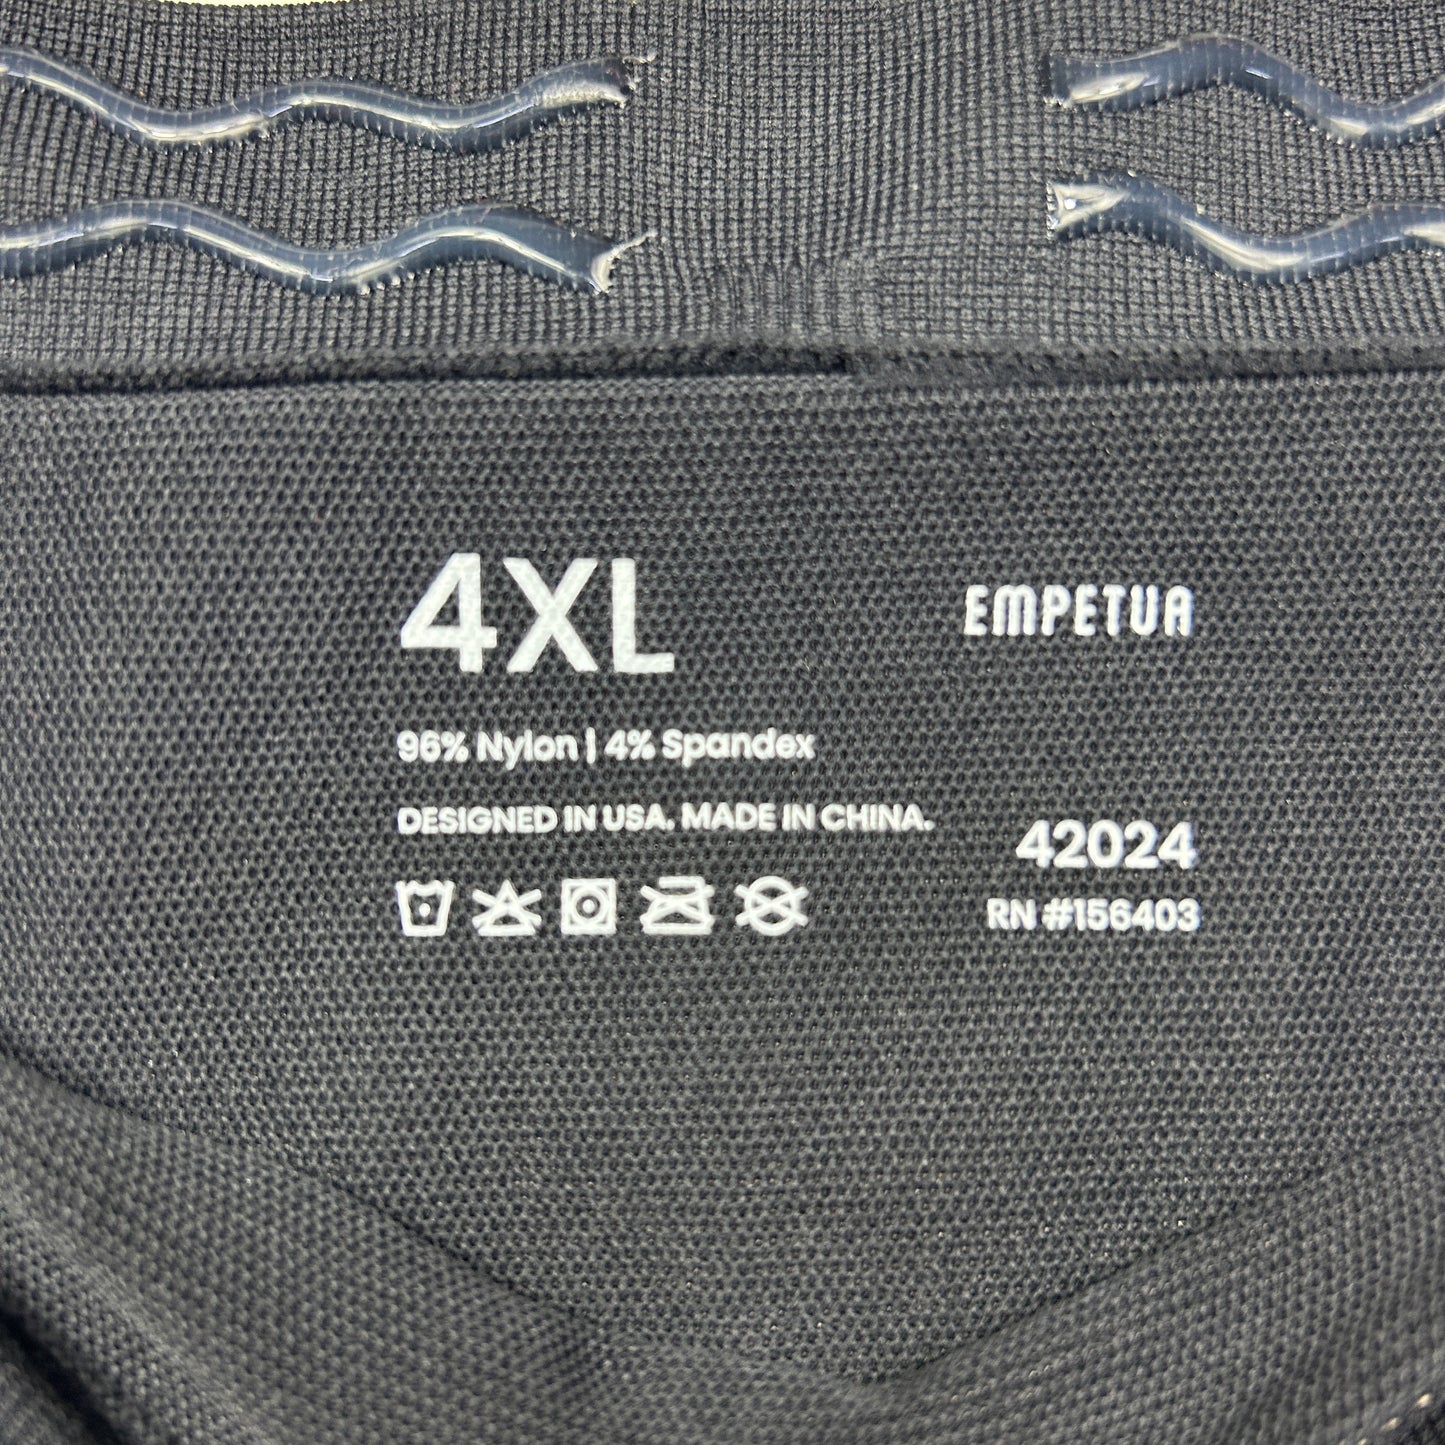 4XL
EMPETUA
96% Nylon | 4% Spandex
DESIGNED IN USA. MADE IN CHINA.
42024
RN #156403